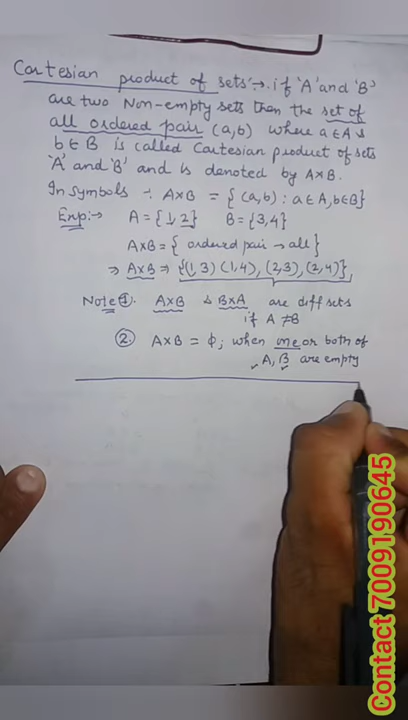 Cartesian product of sets :→ if 'A' and 'B'
are two Non-empty sets then the set of
all ordered pair (a,b) where a∈A &
b∈B is called Cartesian product of sets
'A' and 'B' and is denoted by A×B.
In symbols :- A×B = {(a,b) : a∈A, b∈B}
Exp:→ A = {1,2} B = {3,4}
A×B = { ordered pair → all}
⇒ A×B ⇒ {(1,3) (1,4), (2,3), (2,4)},
Note ①. A×B & B×A are diff sets
if A ≠ B
②. A×B = ϕ; when one or both of
A, B are empty
Contact 7009190645